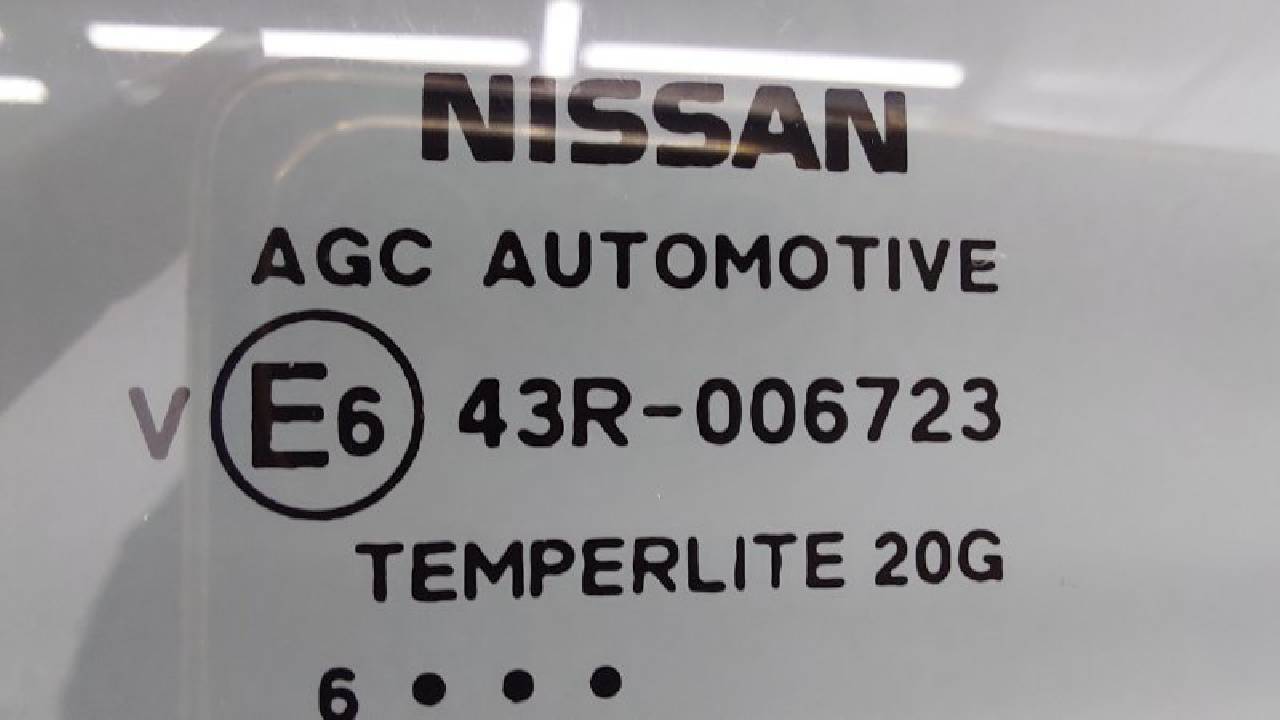 NISSAN
AGC AUTOMOTIVE
V E6 43R-006723
TEMPERLITE 20G
6 • • •